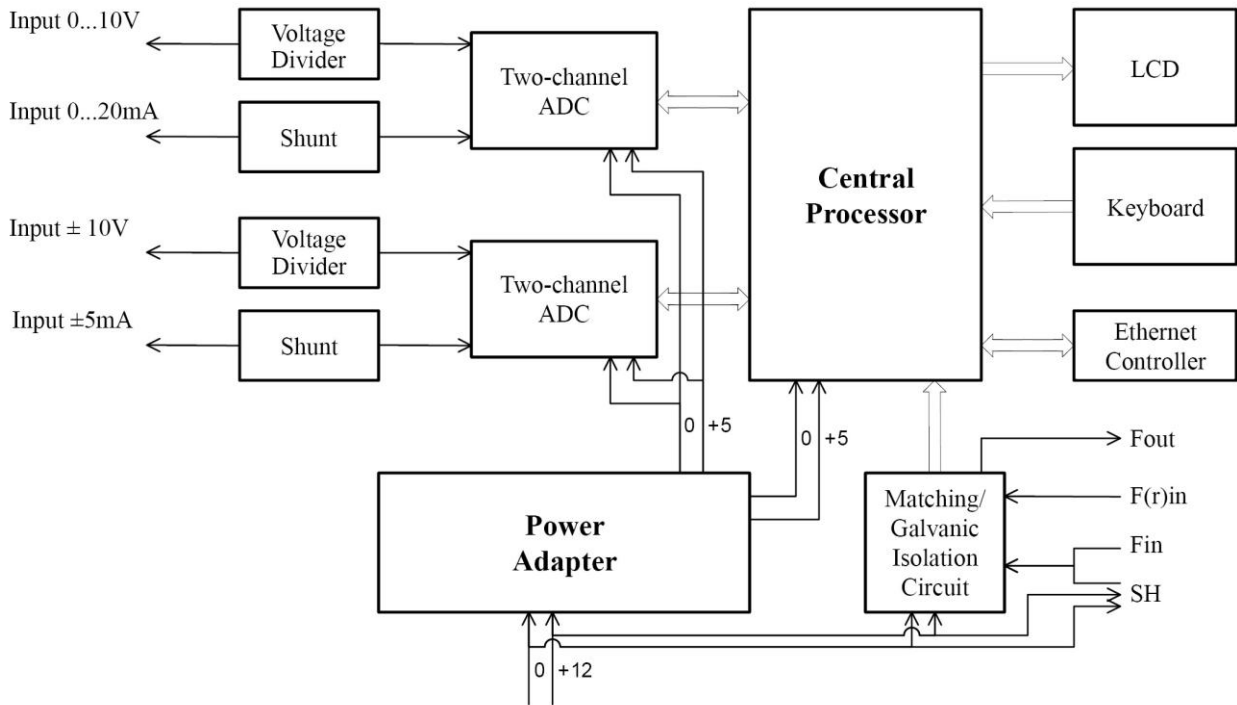 Input 0...10V
Voltage
Divider
Two-channel
ADC
Input 0...20mA
Shunt
Input ± 10V
Voltage
Divider
Two-channel
ADC
Input ±5mA
Shunt
Central
Processor
LCD
Keyboard
Ethernet
Controller
0 +5
0 +5
Power
Adapter
Matching/
Galvanic
Isolation
Circuit
Fout
F(r)in
Fin
SH
0 +12